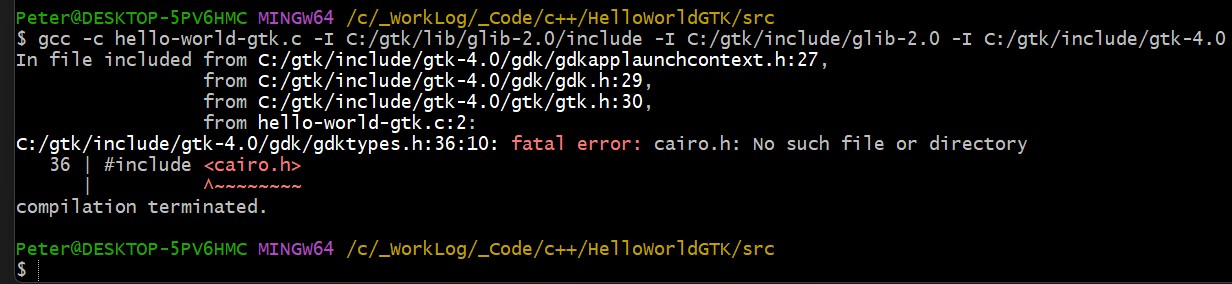 Peter@DESKTOP-5PV6HMC MINGW64 /c/_WorkLog/_Code/c++/HelloWorldGTK/src
$ gcc -c hello-world-gtk.c -I C:/gtk/lib/glib-2.0/include -I C:/gtk/include/glib-2.0 -I C:/gtk/include/gtk-4.0
In file included from C:/gtk/include/gtk-4.0/gdk/gdkapplaunchcontext.h:27,
                 from C:/gtk/include/gtk-4.0/gdk/gdk.h:29,
                 from C:/gtk/include/gtk-4.0/gtk/gtk.h:30,
                 from hello-world-gtk.c:2:
C:/gtk/include/gtk-4.0/gdk/gdktypes.h:36:10: fatal error: cairo.h: No such file or directory
   36 | #include <cairo.h>
      |          ^~~~~~~~~
compilation terminated.
Peter@DESKTOP-5PV6HMC MINGW64 /c/_WorkLog/_Code/c++/HelloWorldGTK/src
$